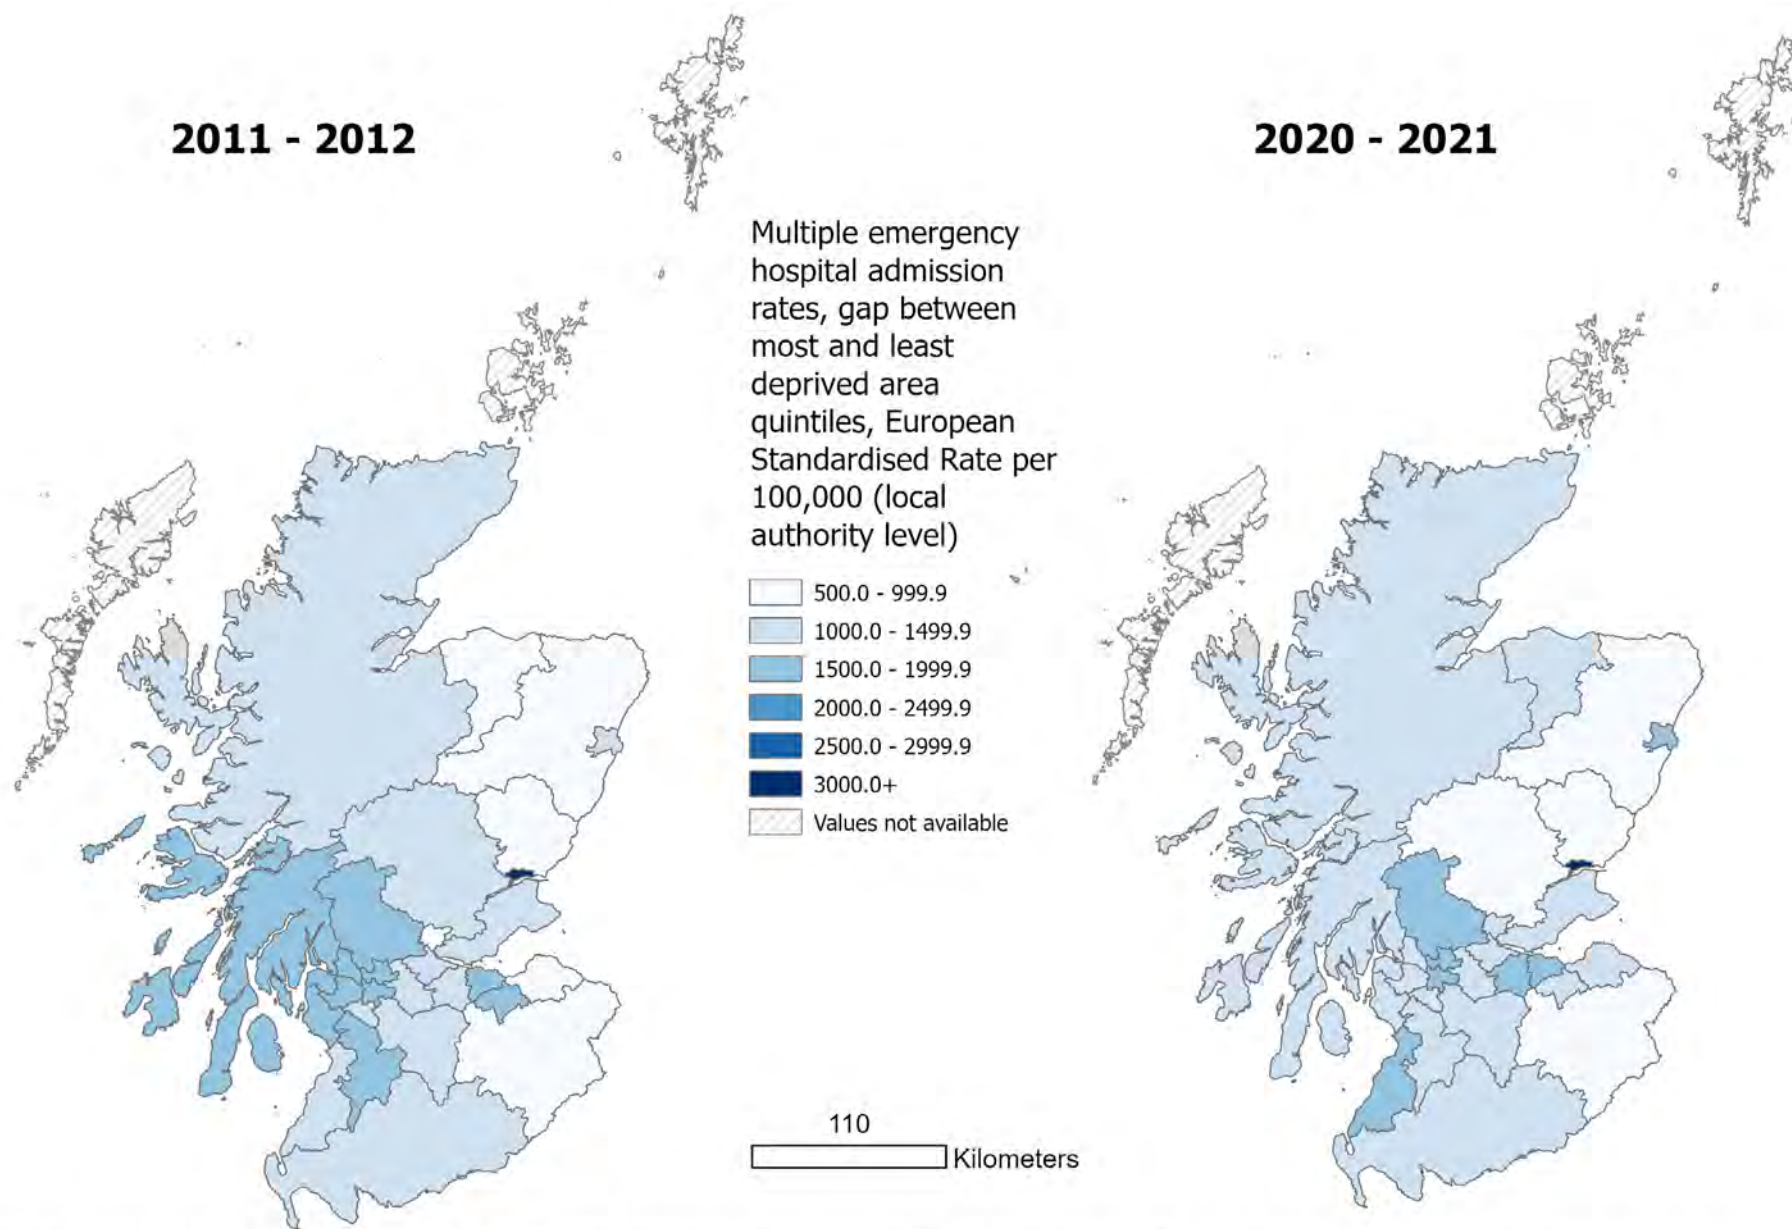 2011 - 2012
2020 - 2021
Multiple emergency
hospital admission
rates, gap between
most and least
deprived area
quintiles, European
Standardised Rate per
100,000 (local
authority level)
500.0 - 999.9
1000.0 - 1499.9
1500.0 - 1999.9
2000.0 - 2499.9
2500.0 - 2999.9
3000.0+
Values not available
110
Kilometers